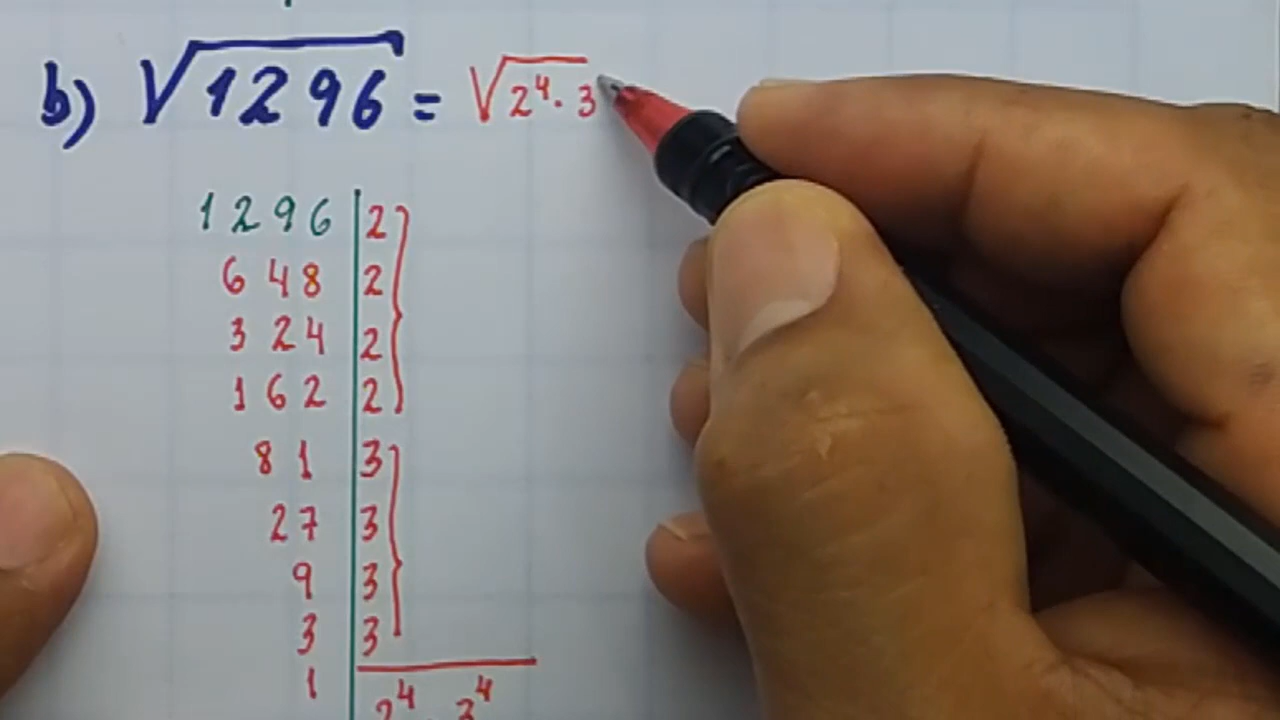 b) √1296 = √2⁴·3
1296 | 2
648 | 2
324 | 2
162 | 2
81 | 3
27 | 3
9 | 3
3 | 3
1 | 2⁴·3⁴